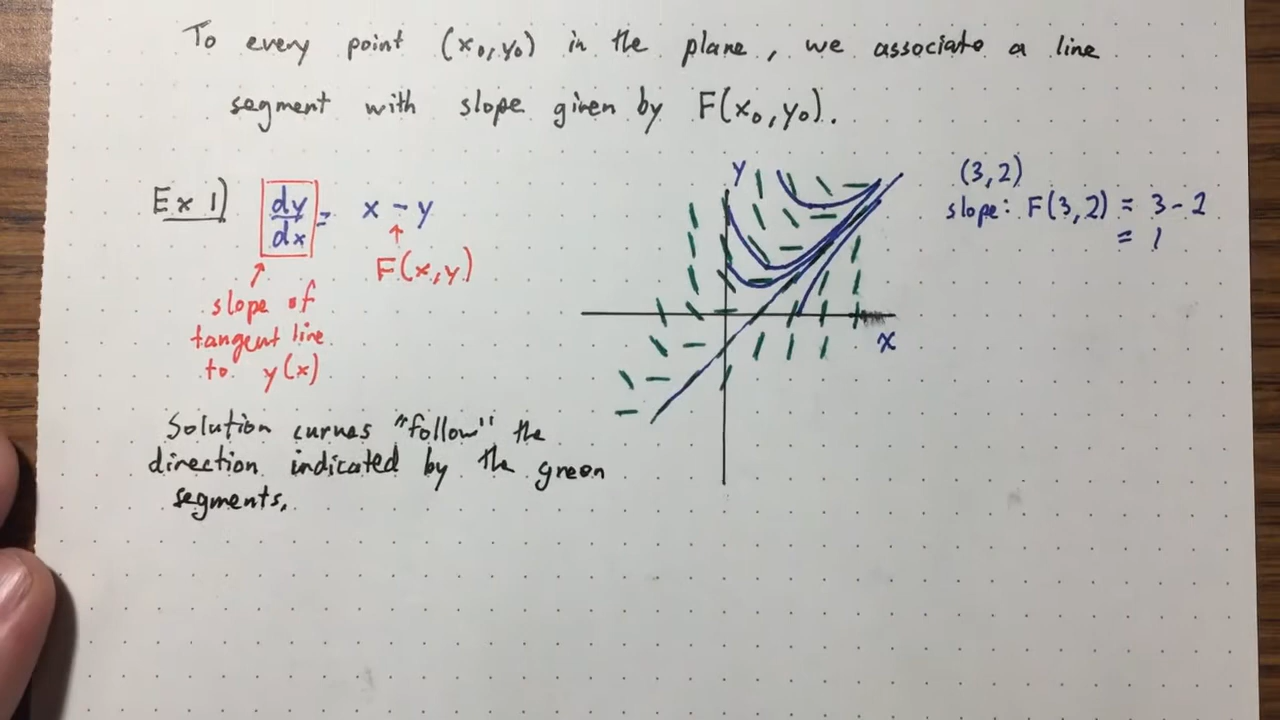 To every point (x₀,y₀) in the plane, we associate a line
segment with slope given by F(x₀,y₀).
Ex 1) dy/dx = x - y
F(x,y)
slope of
tangent line
to y(x)
y
x
(3,2)
slope: F(3,2) = 3-2
= 1
Solution curves "follow" the
direction indicated by the green
segments.